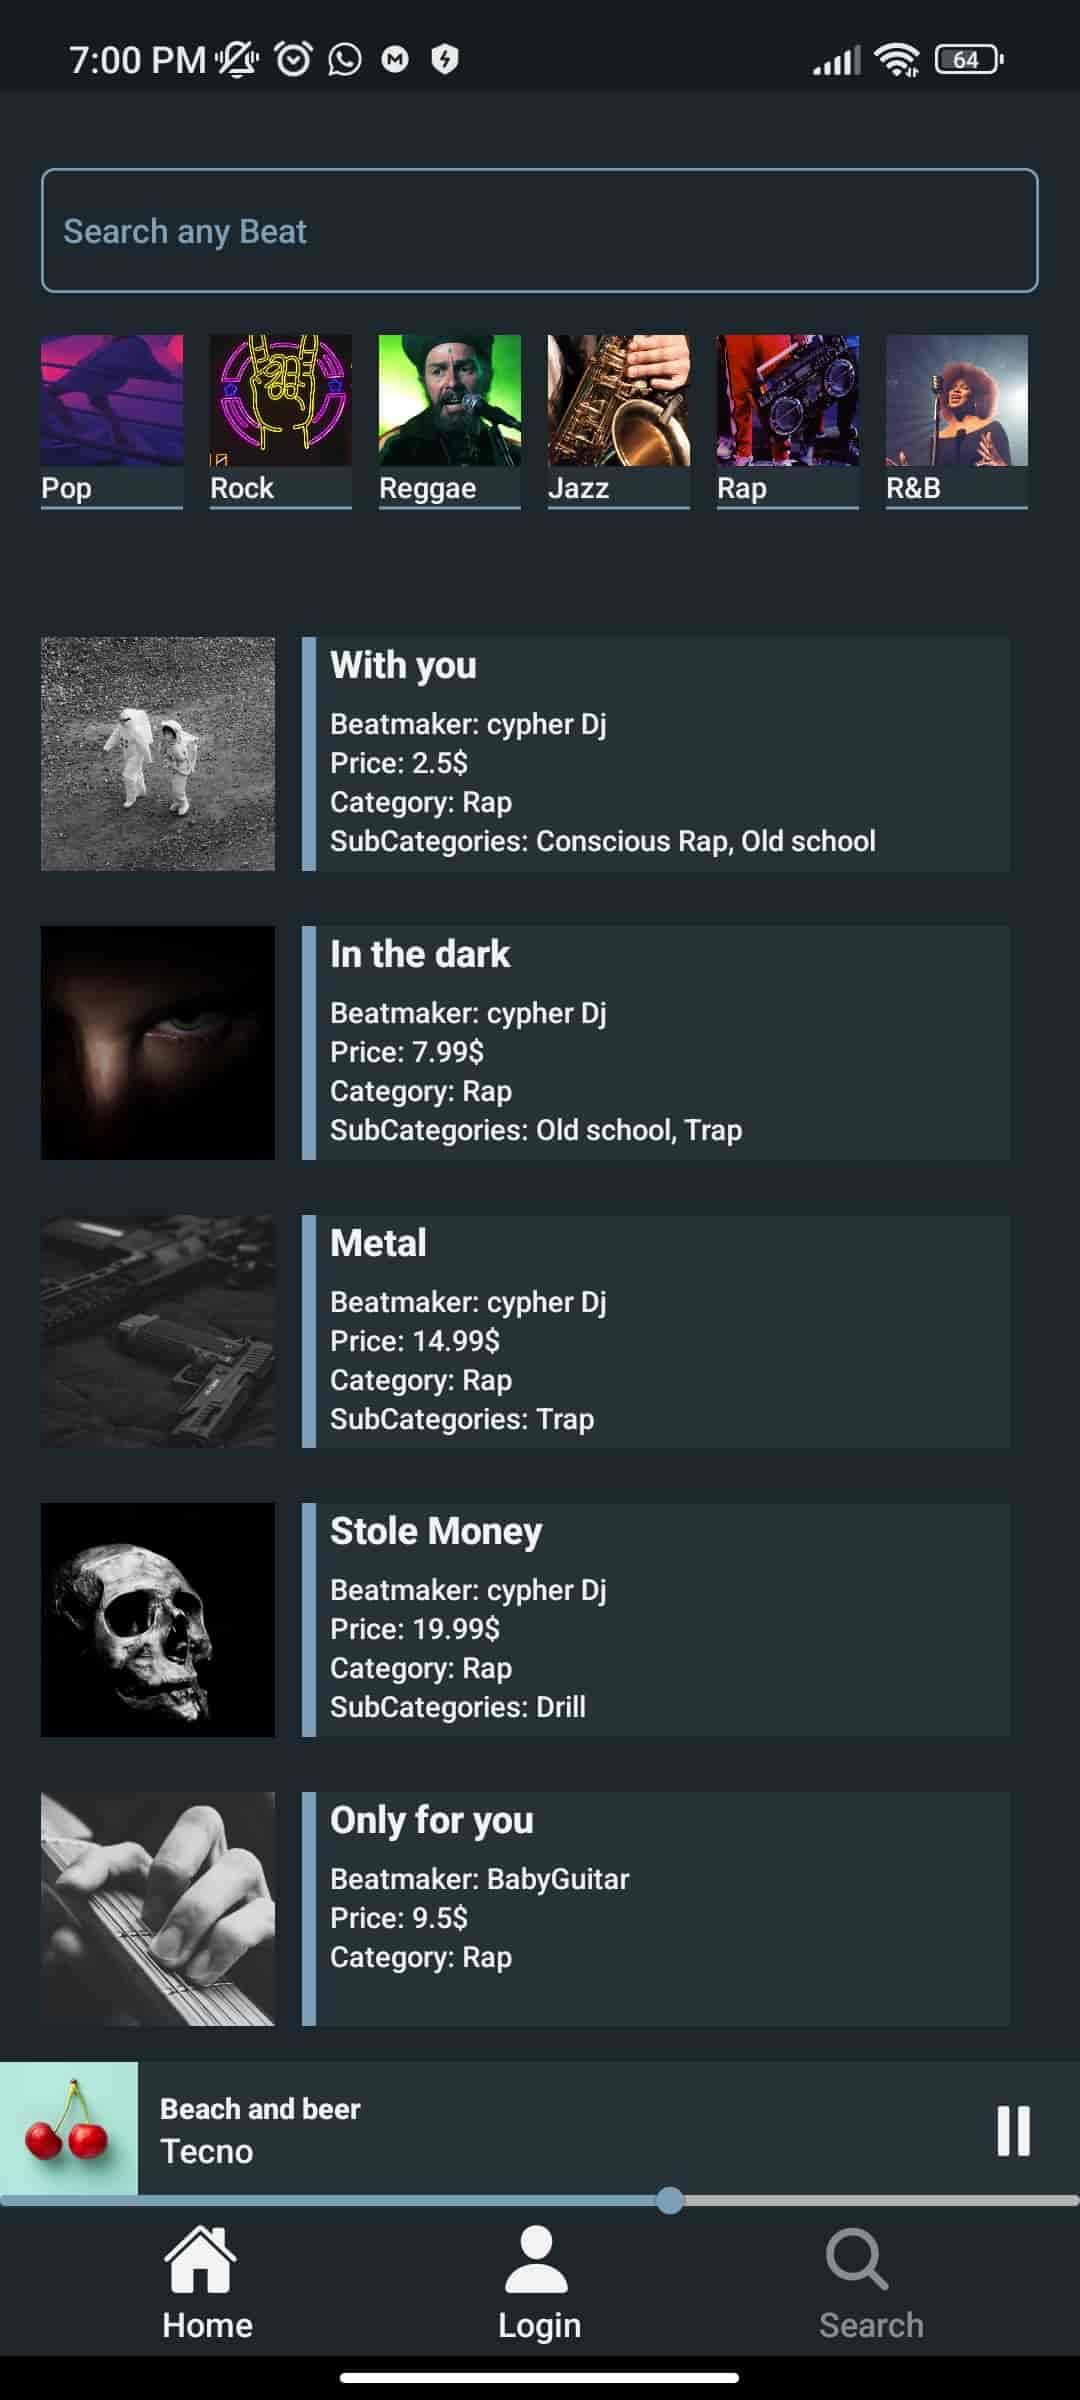 7:00 PM
64
Search any Beat
Pop
Rock
Reggae
Jazz
Rap
R&B
With you
Beatmaker: cypher Dj
Price: 2.5$
Category: Rap
SubCategories: Conscious Rap, Old school
In the dark
Beatmaker: cypher Dj
Price: 7.99$
Category: Rap
SubCategories: Old school, Trap
Metal
Beatmaker: cypher Dj
Price: 14.99$
Category: Rap
SubCategories: Trap
Stole Money
Beatmaker: cypher Dj
Price: 19.99$
Category: Rap
SubCategories: Drill
Only for you
Beatmaker: BabyGuitar
Price: 9.5$
Category: Rap
Beach and beer
Tecno
Home
Login
Search